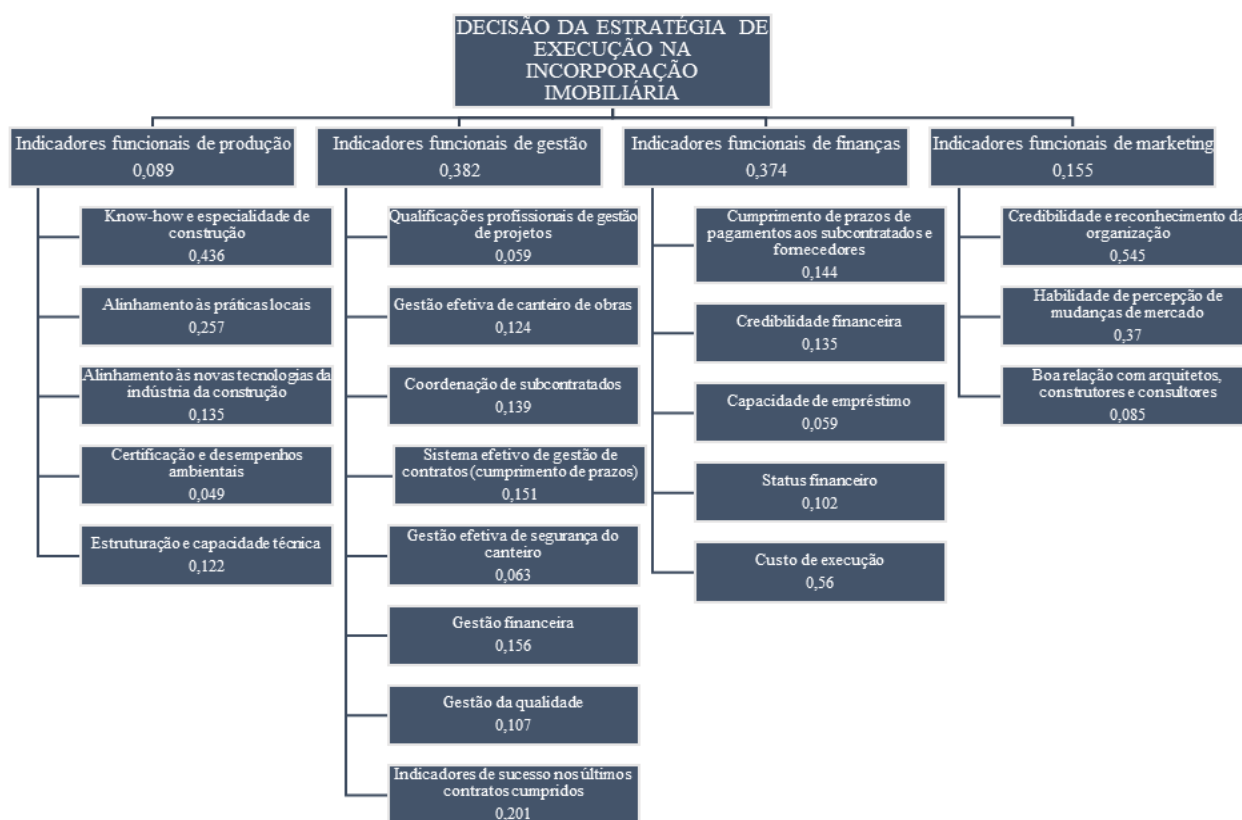 DECISÃO DA ESTRATÉGIA DE
EXECUÇÃO NA
INCORPORAÇÃO
IMOBILIÁRIA
Indicadores funcionais de produção
0,089
Know-how e especialidade de
construção
0,436
Alinhamento às práticas locais
0,257
Alinhamento às novas tecnologias da
indústria da construção
0,135
Certificação e desempenhos
ambientais
0,049
Estruturação e capacidade técnica
0,122
Indicadores funcionais de gestão
0,382
Qualificações profissionais de gestão
de projetos
0,059
Gestão efetiva de canteiro de obras
0,124
Coordenação de subcontratados
0,139
Sistema efetivo de gestão de
contratos (cumprimento de prazos)
0,151
Gestão efetiva de segurança do
canteiro
0,063
Gestão financeira
0,156
Gestão da qualidade
0,107
Indicadores de sucesso nos últimos
contratos cumpridos
0,201
Indicadores funcionais de finanças
0,374
Cumprimento de prazos de
pagamentos aos subcontratados e
fornecedores
0,144
Credibilidade financeira
0,135
Capacidade de empréstimo
0,059
Status financeiro
0,102
Custo de execução
0,56
Indicadores funcionais de marketing
0,155
Credibilidade e reconhecimento da
organização
0,545
Habilidade de percepção de
mudanças de mercado
0,37
Boa relação com arquitetos,
construtores e consultores
0,085